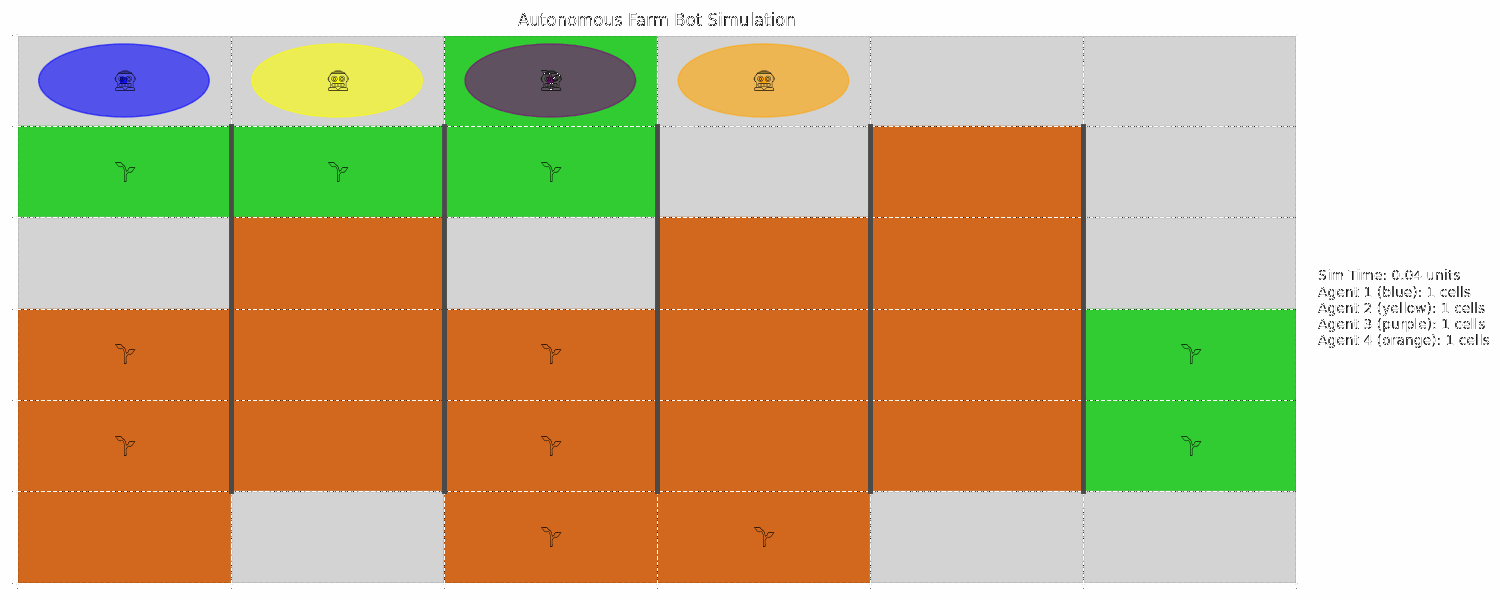 Autonomous Farm Bot Simulation
Sim Time: 0.04 units
Agent 1 (blue): 1 cells
Agent 2 (yellow): 1 cells
Agent 3 (purple): 1 cells
Agent 4 (orange): 1 cells